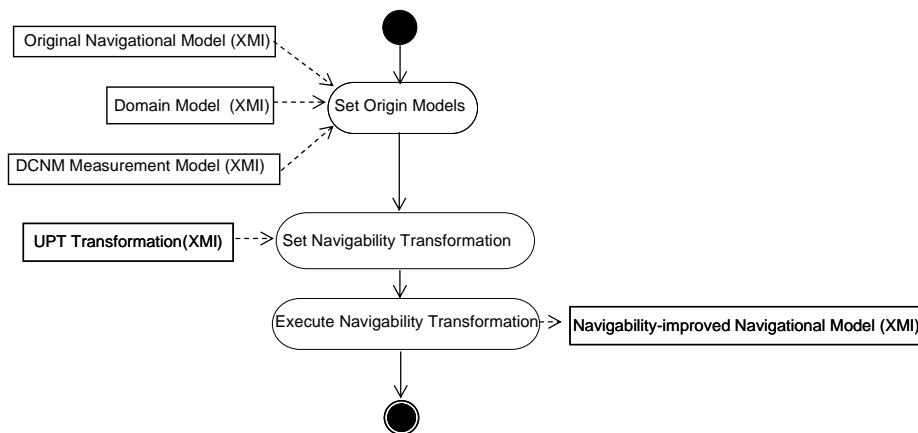 Original Navigational Model (XMI)
Domain Model  (XMI)
Set Origin Models
DCNM Measurement Model (XMI)
UPT Transformation(XMI)
Set Navigability Transformation
Execute Navigability Transformation
Navigability-improved Navigational Model (XMI)